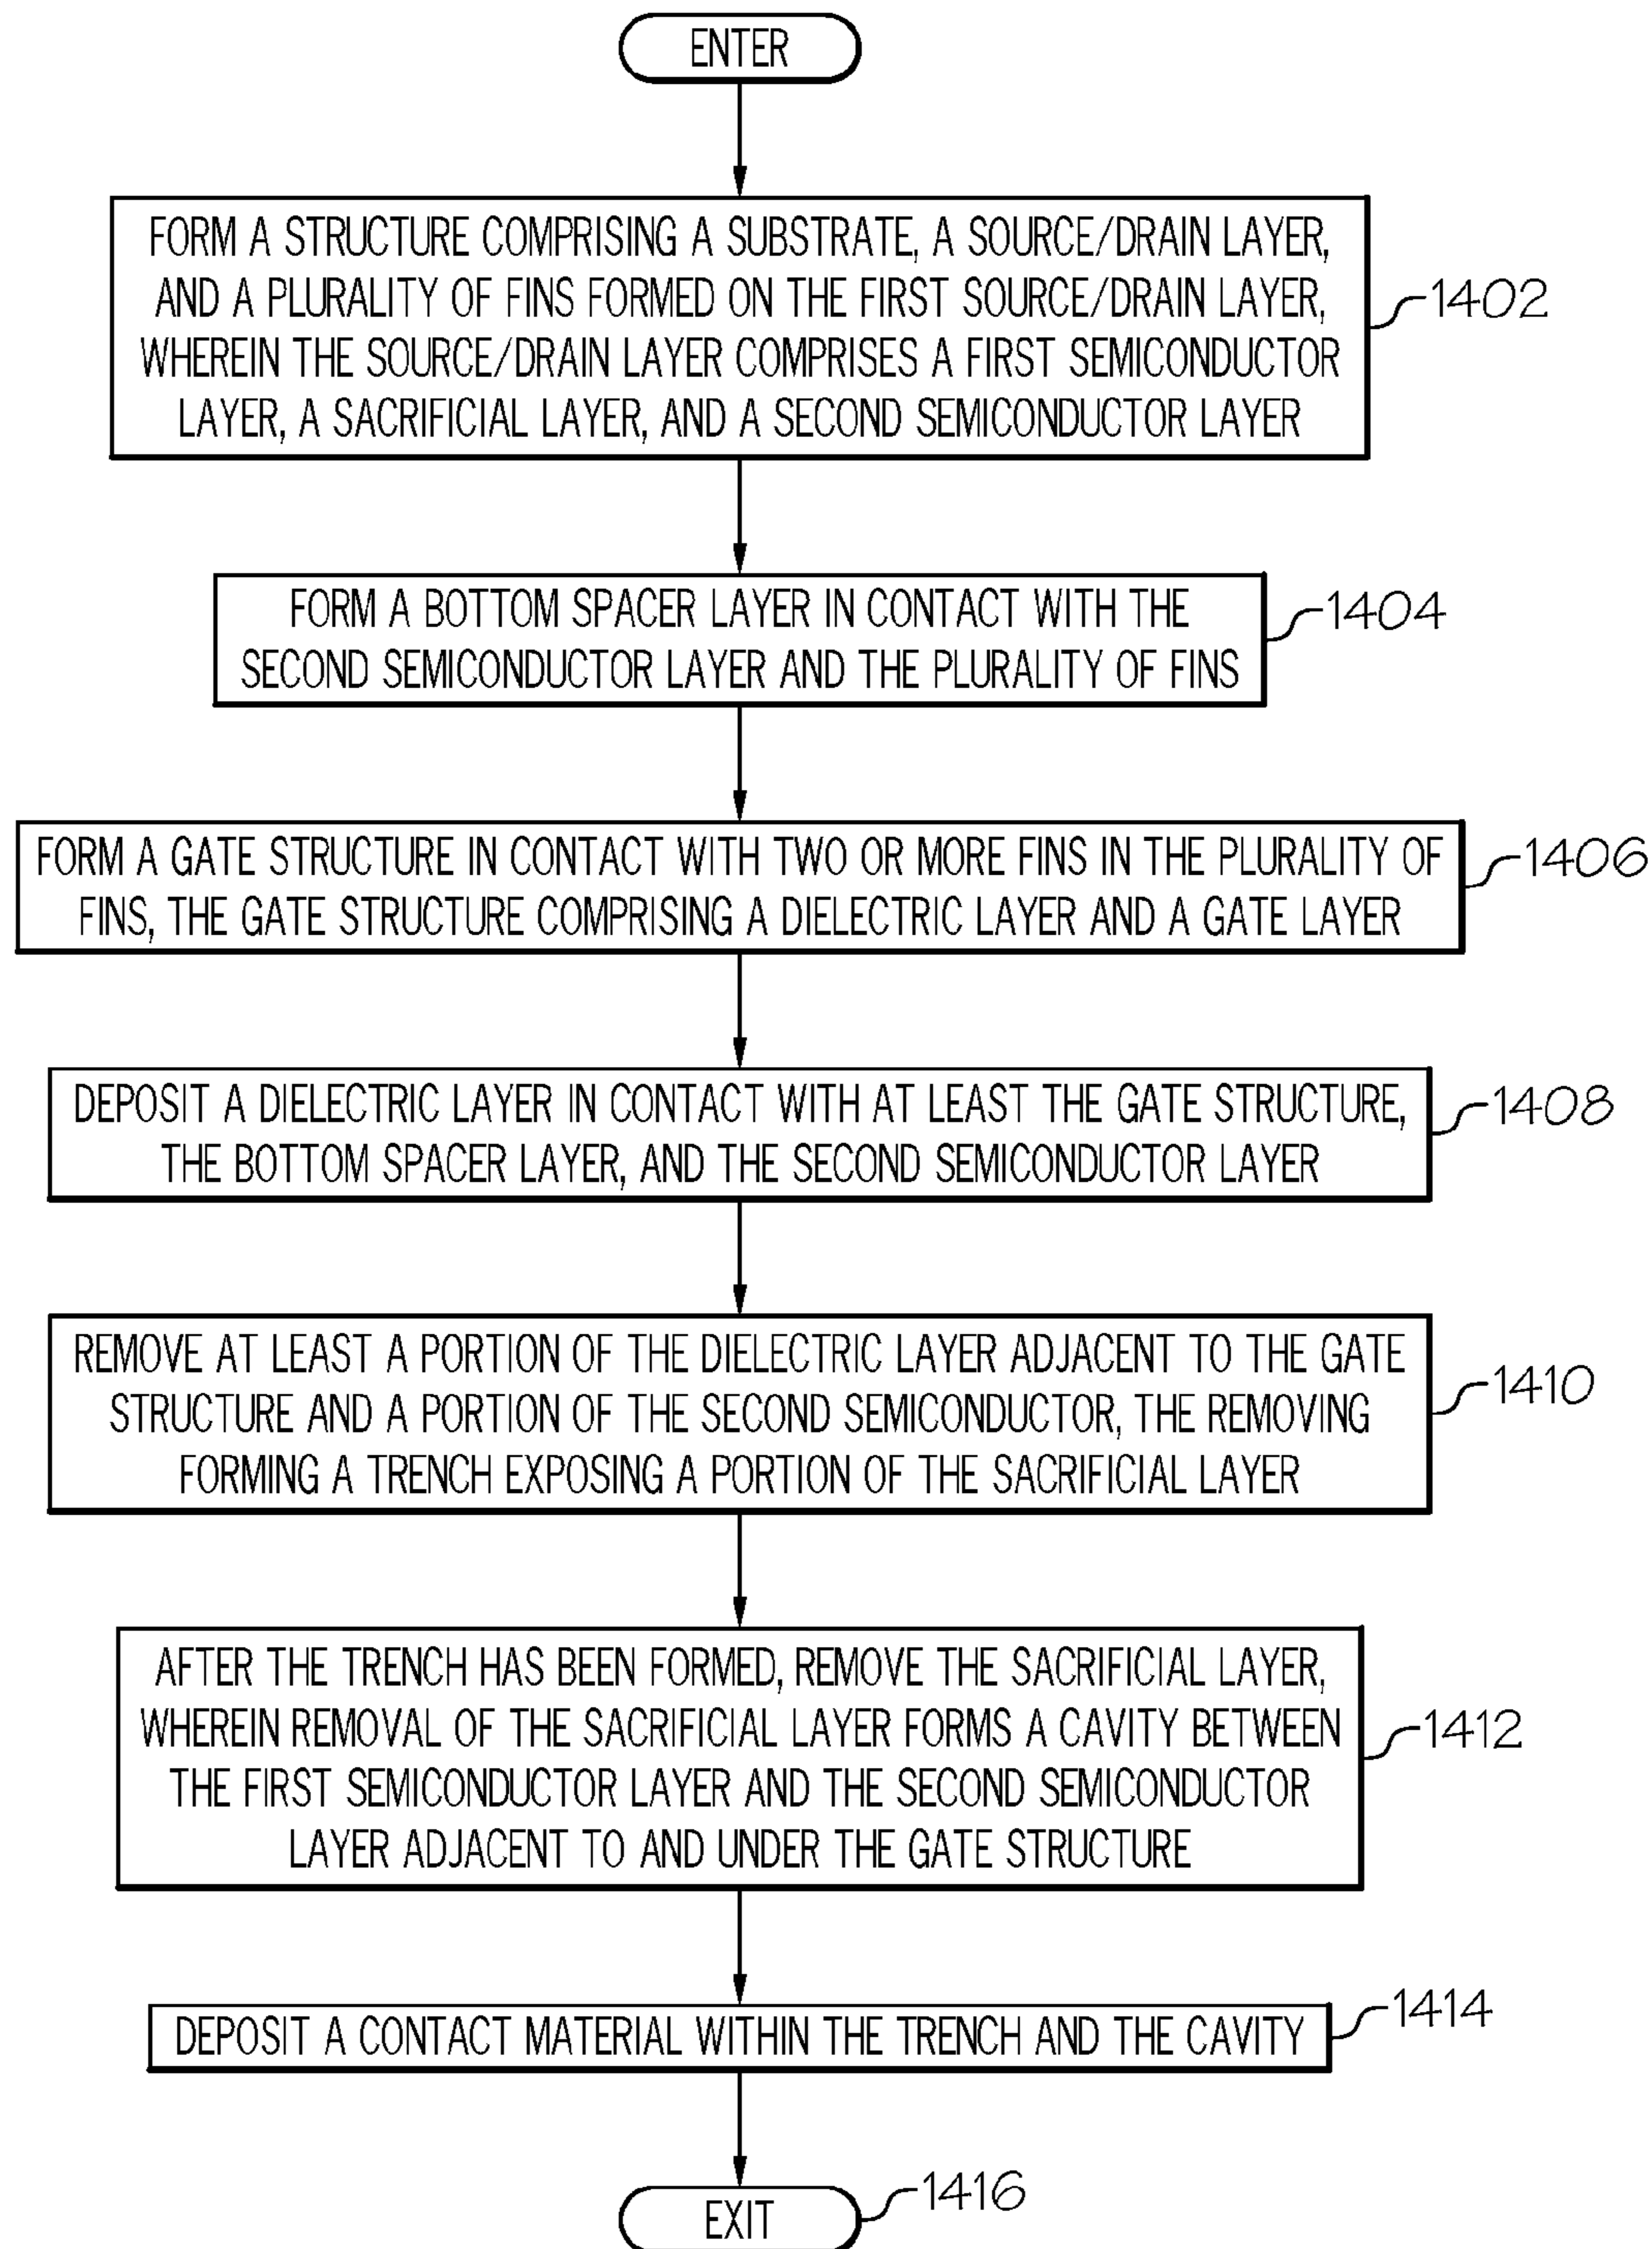 ENTER
FORM A STRUCTURE COMPRISING A SUBSTRATE, A SOURCE/DRAIN LAYER,
AND A PLURALITY OF FINS FORMED ON THE FIRST SOURCE/DRAIN LAYER,
WHEREIN THE SOURCE/DRAIN LAYER COMPRISES A FIRST SEMICONDUCTOR
LAYER, A SACRIFICIAL LAYER, AND A SECOND SEMICONDUCTOR LAYER
1402
FORM A BOTTOM SPACER LAYER IN CONTACT WITH THE
SECOND SEMICONDUCTOR LAYER AND THE PLURALITY OF FINS
1404
FORM A GATE STRUCTURE IN CONTACT WITH TWO OR MORE FINS IN THE PLURALITY OF
FINS, THE GATE STRUCTURE COMPRISING A DIELECTRIC LAYER AND A GATE LAYER
1406
DEPOSIT A DIELECTRIC LAYER IN CONTACT WITH AT LEAST THE GATE STRUCTURE,
THE BOTTOM SPACER LAYER, AND THE SECOND SEMICONDUCTOR LAYER
1408
REMOVE AT LEAST A PORTION OF THE DIELECTRIC LAYER ADJACENT TO THE GATE
STRUCTURE AND A PORTION OF THE SECOND SEMICONDUCTOR, THE REMOVING
FORMING A TRENCH EXPOSING A PORTION OF THE SACRIFICIAL LAYER
1410
AFTER THE TRENCH HAS BEEN FORMED, REMOVE THE SACRIFICIAL LAYER,
WHEREIN REMOVAL OF THE SACRIFICIAL LAYER FORMS A CAVITY BETWEEN
THE FIRST SEMICONDUCTOR LAYER AND THE SECOND SEMICONDUCTOR
LAYER ADJACENT TO AND UNDER THE GATE STRUCTURE
1412
DEPOSIT A CONTACT MATERIAL WITHIN THE TRENCH AND THE CAVITY
1414
EXIT
1416